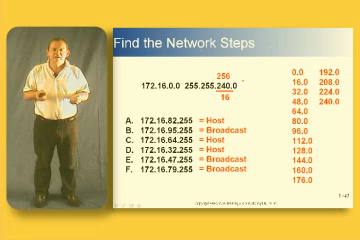 Find the Network Steps
256
172.16.0.0 255.255.240.0
16
A. 172.16.82.255 = Host
B. 172.16.95.255 = Broadcast
C. 172.16.64.255 = Host
D. 172.16.32.255 = Host
E. 172.16.47.255 = Broadcast
F. 172.16.79.255 = Broadcast
0.0 192.0
16.0 208.0
32.0 224.0
48.0 240.0
64.0
80.0
96.0
112.0
128.0
144.0
160.0
176.0